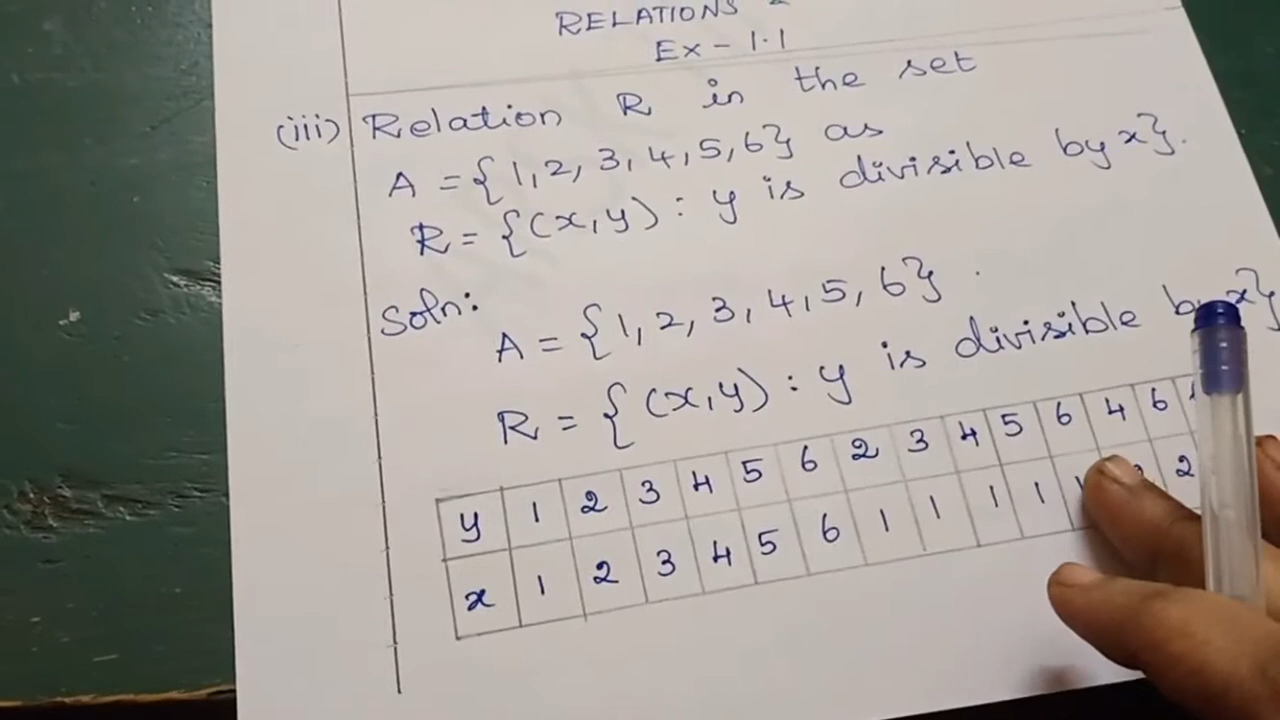 RELATIONS
Ex - 1.1
(iii) Relation R in the set
A = {1, 2, 3, 4, 5, 6} as
R = {(x, y) : y is divisible by x}.
Soln:
A = {1, 2, 3, 4, 5, 6}
R = {(x, y) : y is divisible by x}
y 1 2 3 4 5 6 2 3 4 5 6 4 6
x 1 2 3 4 5 6 1 1 1 1 1 2